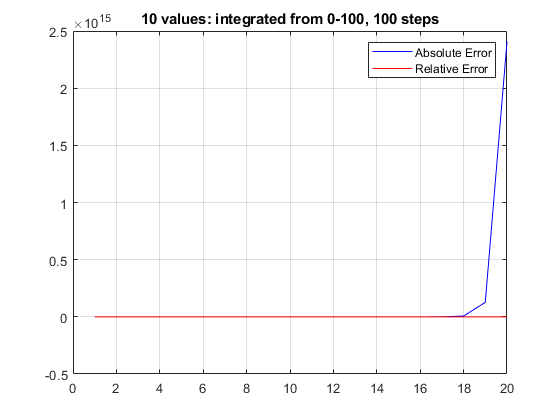 10 values: integrated from 0-100, 100 steps
×10^15
2.5
2
1.5
1
0.5
0
-0.5
0 2 4 6 8 10 12 14 16 18 20
Absolute Error
Relative Error